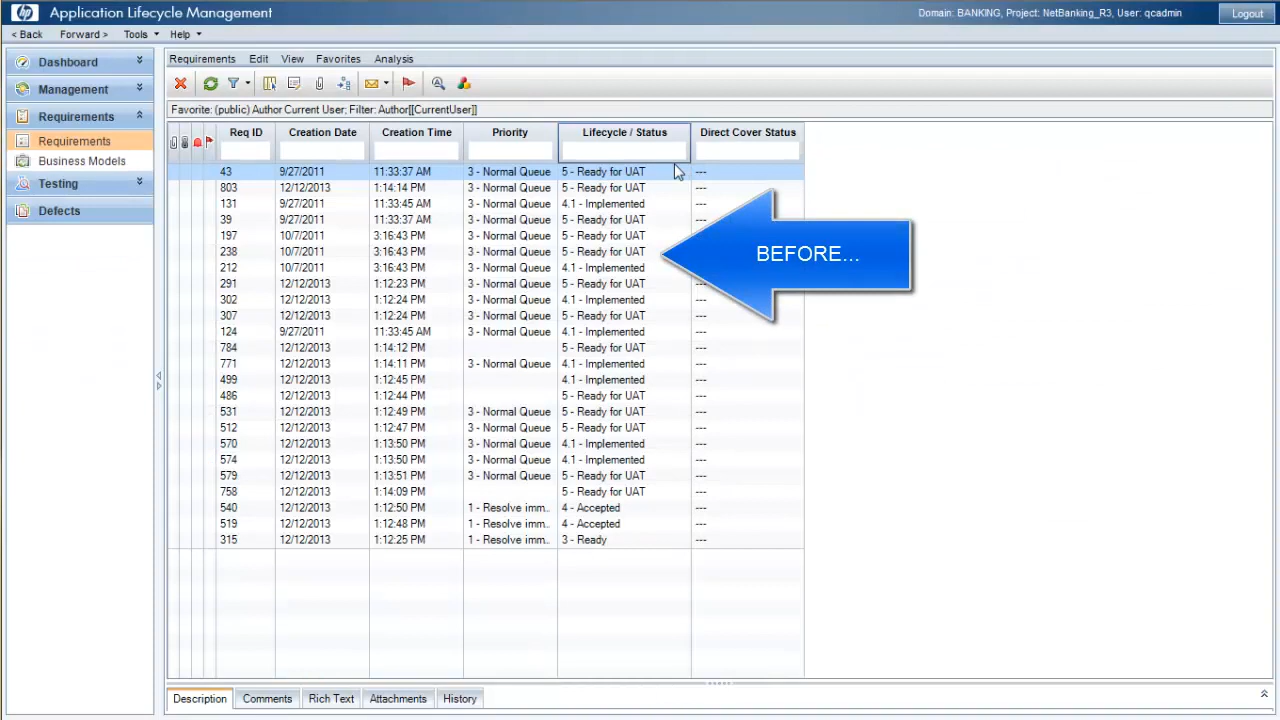 hp Application Lifecycle Management Domain: BANKING, Project: NetBanking_R3, User: qcadmin Logout
< Back Forward > Tools Help
Dashboard
Management
Requirements
Requirements
Business Models
Testing
Defects
Requirements Edit View Favorites Analysis
Favorite: (public) Author Current User; Filter: Author[[CurrentUser]]
Req ID Creation Date Creation Time Priority Lifecycle / Status Direct Cover Status
43 9/27/2011 11:33:37 AM 3 - Normal Queue 5 - Ready for UAT ---
803 12/12/2013 1:14:14 PM 3 - Normal Queue 5 - Ready for UAT ---
131 9/27/2011 11:33:45 AM 3 - Normal Queue 4.1 - Implemented ---
39 9/27/2011 11:33:37 AM 3 - Normal Queue 5 - Ready for UAT ---
197 10/7/2011 3:16:43 PM 3 - Normal Queue 5 - Ready for UAT ---
238 10/7/2011 3:16:43 PM 3 - Normal Queue 5 - Ready for UAT ---
212 10/7/2011 3:16:43 PM 3 - Normal Queue 4.1 - Implemented ---
291 12/12/2013 1:12:23 PM 3 - Normal Queue 5 - Ready for UAT ---
302 12/12/2013 1:12:24 PM 3 - Normal Queue 4.1 - Implemented ---
307 12/12/2013 1:12:24 PM 3 - Normal Queue 5 - Ready for UAT ---
124 9/27/2011 11:33:45 AM 3 - Normal Queue 4.1 - Implemented ---
784 12/12/2013 1:14:12 PM 5 - Ready for UAT ---
771 12/12/2013 1:14:11 PM 3 - Normal Queue 4.1 - Implemented ---
499 12/12/2013 1:12:45 PM 4.1 - Implemented ---
486 12/12/2013 1:12:44 PM 5 - Ready for UAT ---
531 12/12/2013 1:12:49 PM 3 - Normal Queue 5 - Ready for UAT ---
512 12/12/2013 1:12:47 PM 3 - Normal Queue 5 - Ready for UAT ---
570 12/12/2013 1:13:50 PM 3 - Normal Queue 4.1 - Implemented ---
574 12/12/2013 1:13:50 PM 3 - Normal Queue 4.1 - Implemented ---
579 12/12/2013 1:13:51 PM 3 - Normal Queue 5 - Ready for UAT ---
758 12/12/2013 1:14:09 PM 5 - Ready for UAT ---
540 12/12/2013 1:12:50 PM 1 - Resolve imm.. 4 - Accepted ---
519 12/12/2013 1:12:48 PM 1 - Resolve imm.. 4 - Accepted ---
315 12/12/2013 1:12:25 PM 1 - Resolve imm.. 3 - Ready ---
BEFORE...
Description Comments Rich Text Attachments History